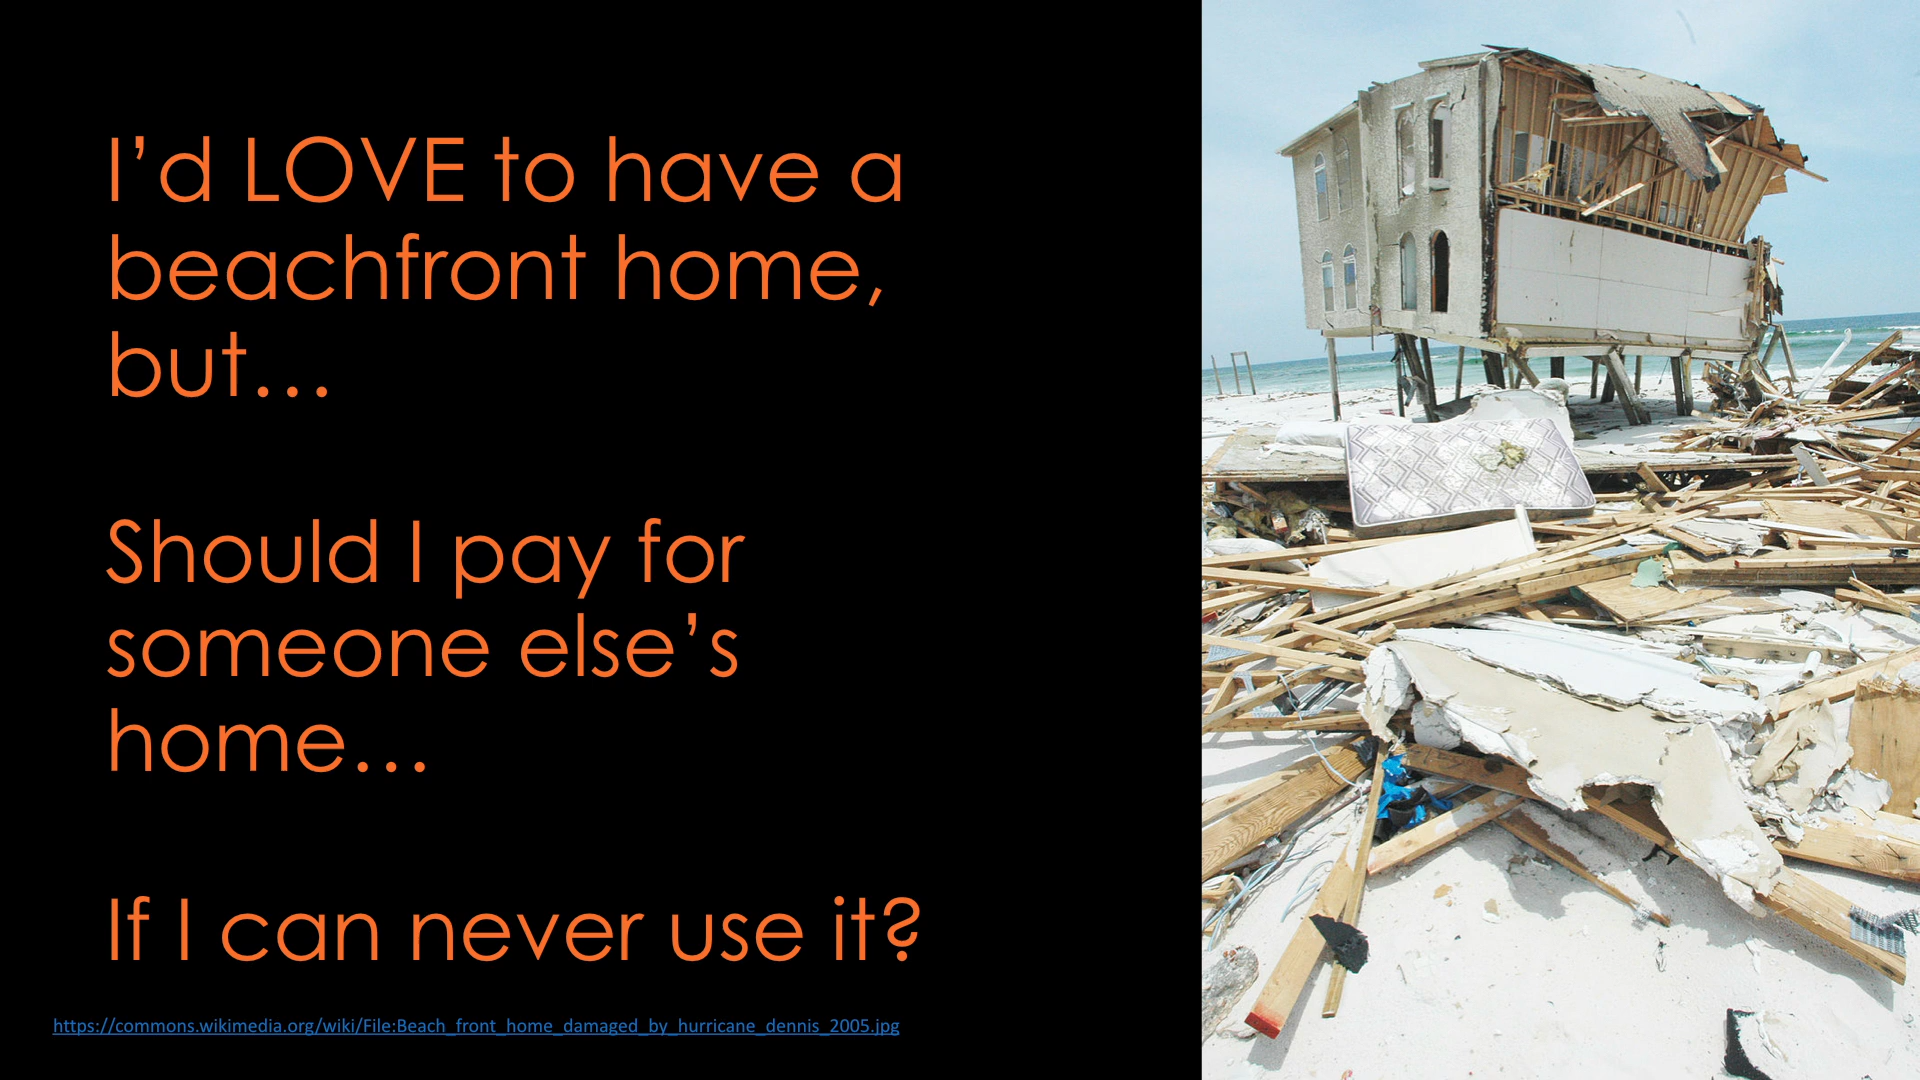 I’d LOVE to have a
beachfront home,
but…
Should I pay for
someone else’s
home…
If I can never use it?
https://commons.wikimedia.org/wiki/File:Beach_front_home_damaged_by_hurricane_dennis_2005.jpg